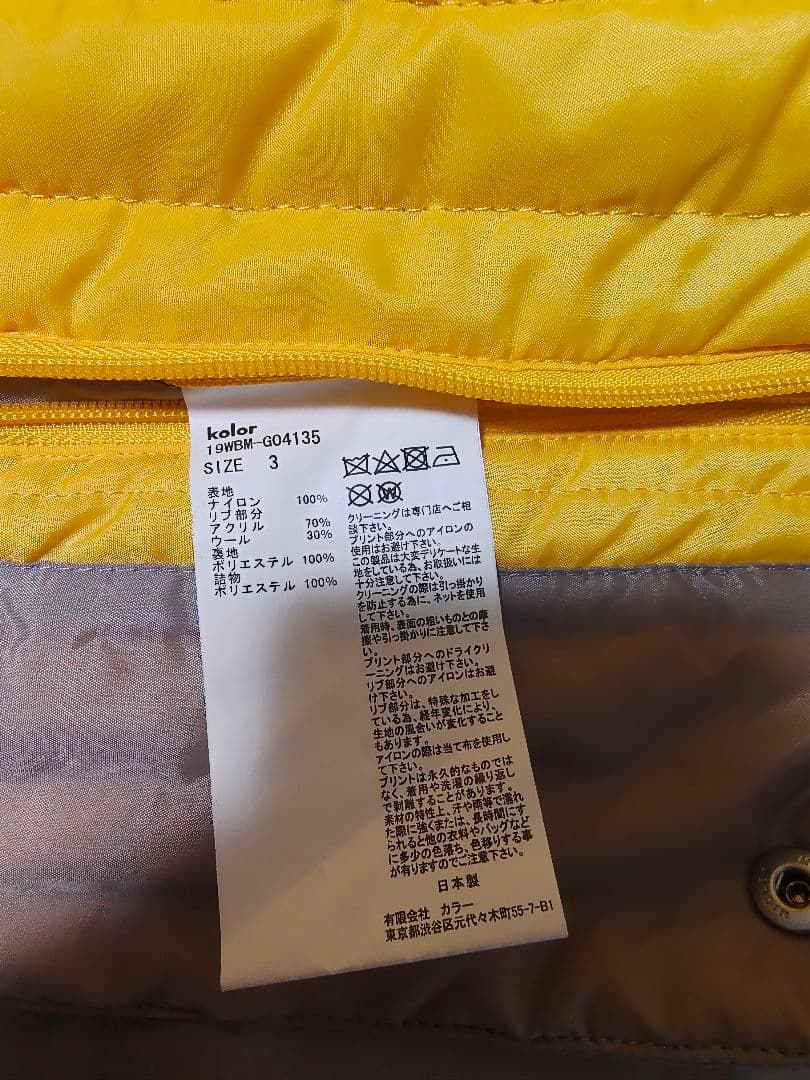 kolor
19WBM-G04135
SIZE 3
表地
ナイロン 100%
リブ部分
アクリル 70%
ウール 30%
裏地
ポリエステル 100%
詰物
ポリエステル 100%
クリーニングは専門店へご相
談下さい。
プリント部分へのアイロンの
使用はお避け下さい。
この製品は大変デリケートな生
地をしている為、お取扱いには
十分注意して下さい。
クリーニングの際は引っ掛かり
を防止する為に、ネットを使用
して下さい。
着用時、表面の粗いものとの摩
擦や引っ掛かりに注意して下さ
い。
プリント部分へのドライクリ
ーニングはお避け下さい。
リブ部分へのアイロンはお避
け下さい。
リブ部分は、特殊な加工をし
ている為、経年変化により、
生地の風合いが変化すること
もあります。
アイロンの際は当て布を使用し
て下さい。
プリントは永久的なものでは
なく、着用や洗濯の繰り返し
で剥離することがあります。
素材の特性上、汗や雨等で濡れ
た際に強くまたは、長時間にす
られると他の衣料やバッグなど
に多少の色落ち、色移りする事
が有りますのでご注意下さい。
日本製
有限会社 カラー
東京都渋谷区元代々木町55-7-B1